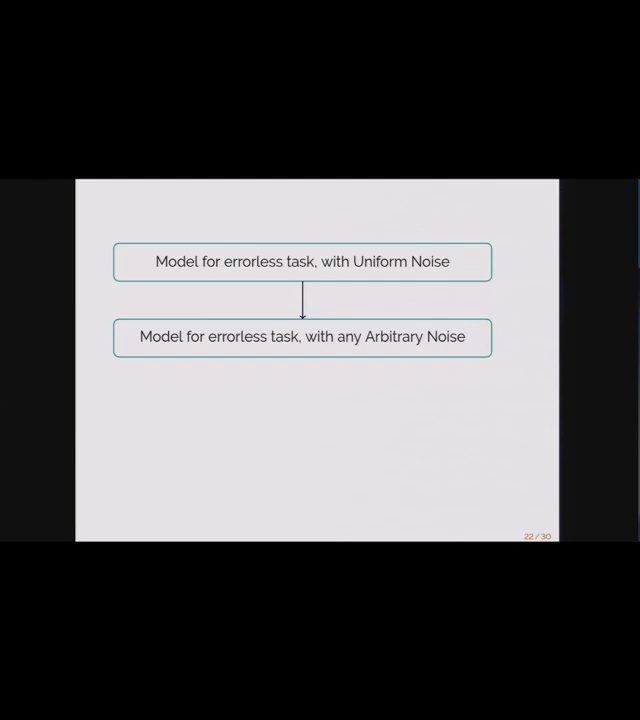 Model for errorless task, with Uniform Noise
Model for errorless task, with any Arbitrary Noise
22 / 30